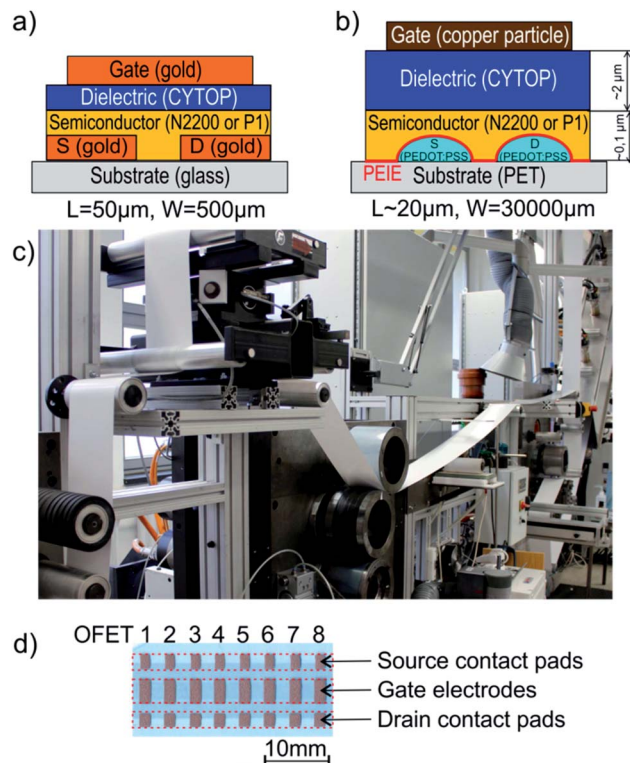 a)
Gate (gold)
Dielectric (CYTOP)
Semiconductor (N2200 or P1)
S (gold)
D (gold)
Substrate (glass)
L=50µm, W=500µm
b)
Gate (copper particle)
Dielectric (CYTOP)
~2 µm
Semiconductor (N2200 or P1)
~0,1 µm
S
(PEDOT:PSS)
D
(PEDOT:PSS)
PEIE
Substrate (PET)
L~20µm, W=30000µm
c)
d)
OFET 1 2 3 4 5 6 7 8
Source contact pads
Gate electrodes
Drain contact pads
10mm